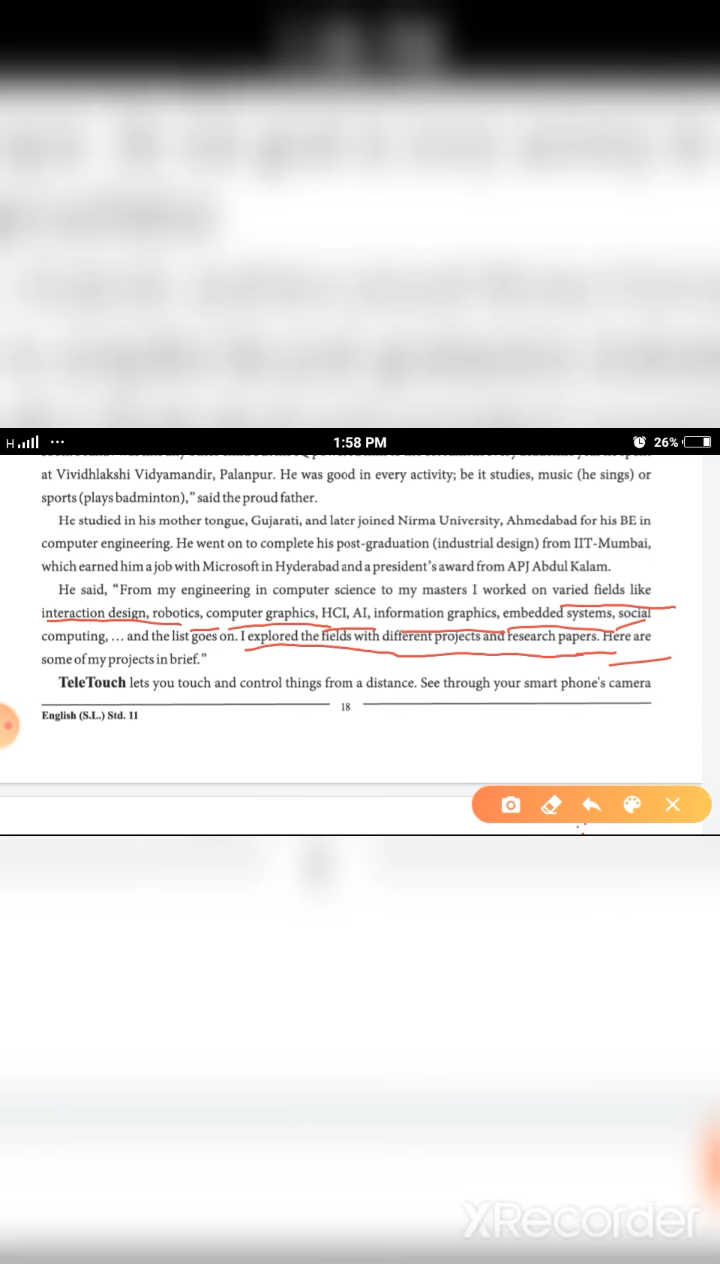 H
1:58 PM
26%
at Vividhlakshi Vidyamandir, Palanpur. He was good in every activity; be it studies, music (he sings) or
sports (plays badminton),” said the proud father.
He studied in his mother tongue, Gujarati, and later joined Nirma University, Ahmedabad for his BE in
computer engineering. He went on to complete his post-graduation (industrial design) from IIT-Mumbai,
which earned him a job with Microsoft in Hyderabad and a president's award from APJ Abdul Kalam.
He said, “From my engineering in computer science to my masters I worked on varied fields like
interaction design, robotics, computer graphics, HCI, AI, information graphics, embedded systems, social
computing, ... and the list goes on. I explored the fields with different projects and research papers. Here are
some of my projects in brief.”
TeleTouch lets you touch and control things from a distance. See through your smart phone's camera
18
English (S.L.) Std. 11
XRecorder